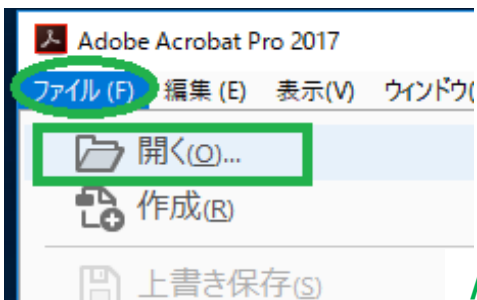 Adobe Acrobat Pro 2017
ファイル (F) 編集 (E) 表示(V) ウィンドウ(
開く(O)...
作成(R)
上書き保存(S)